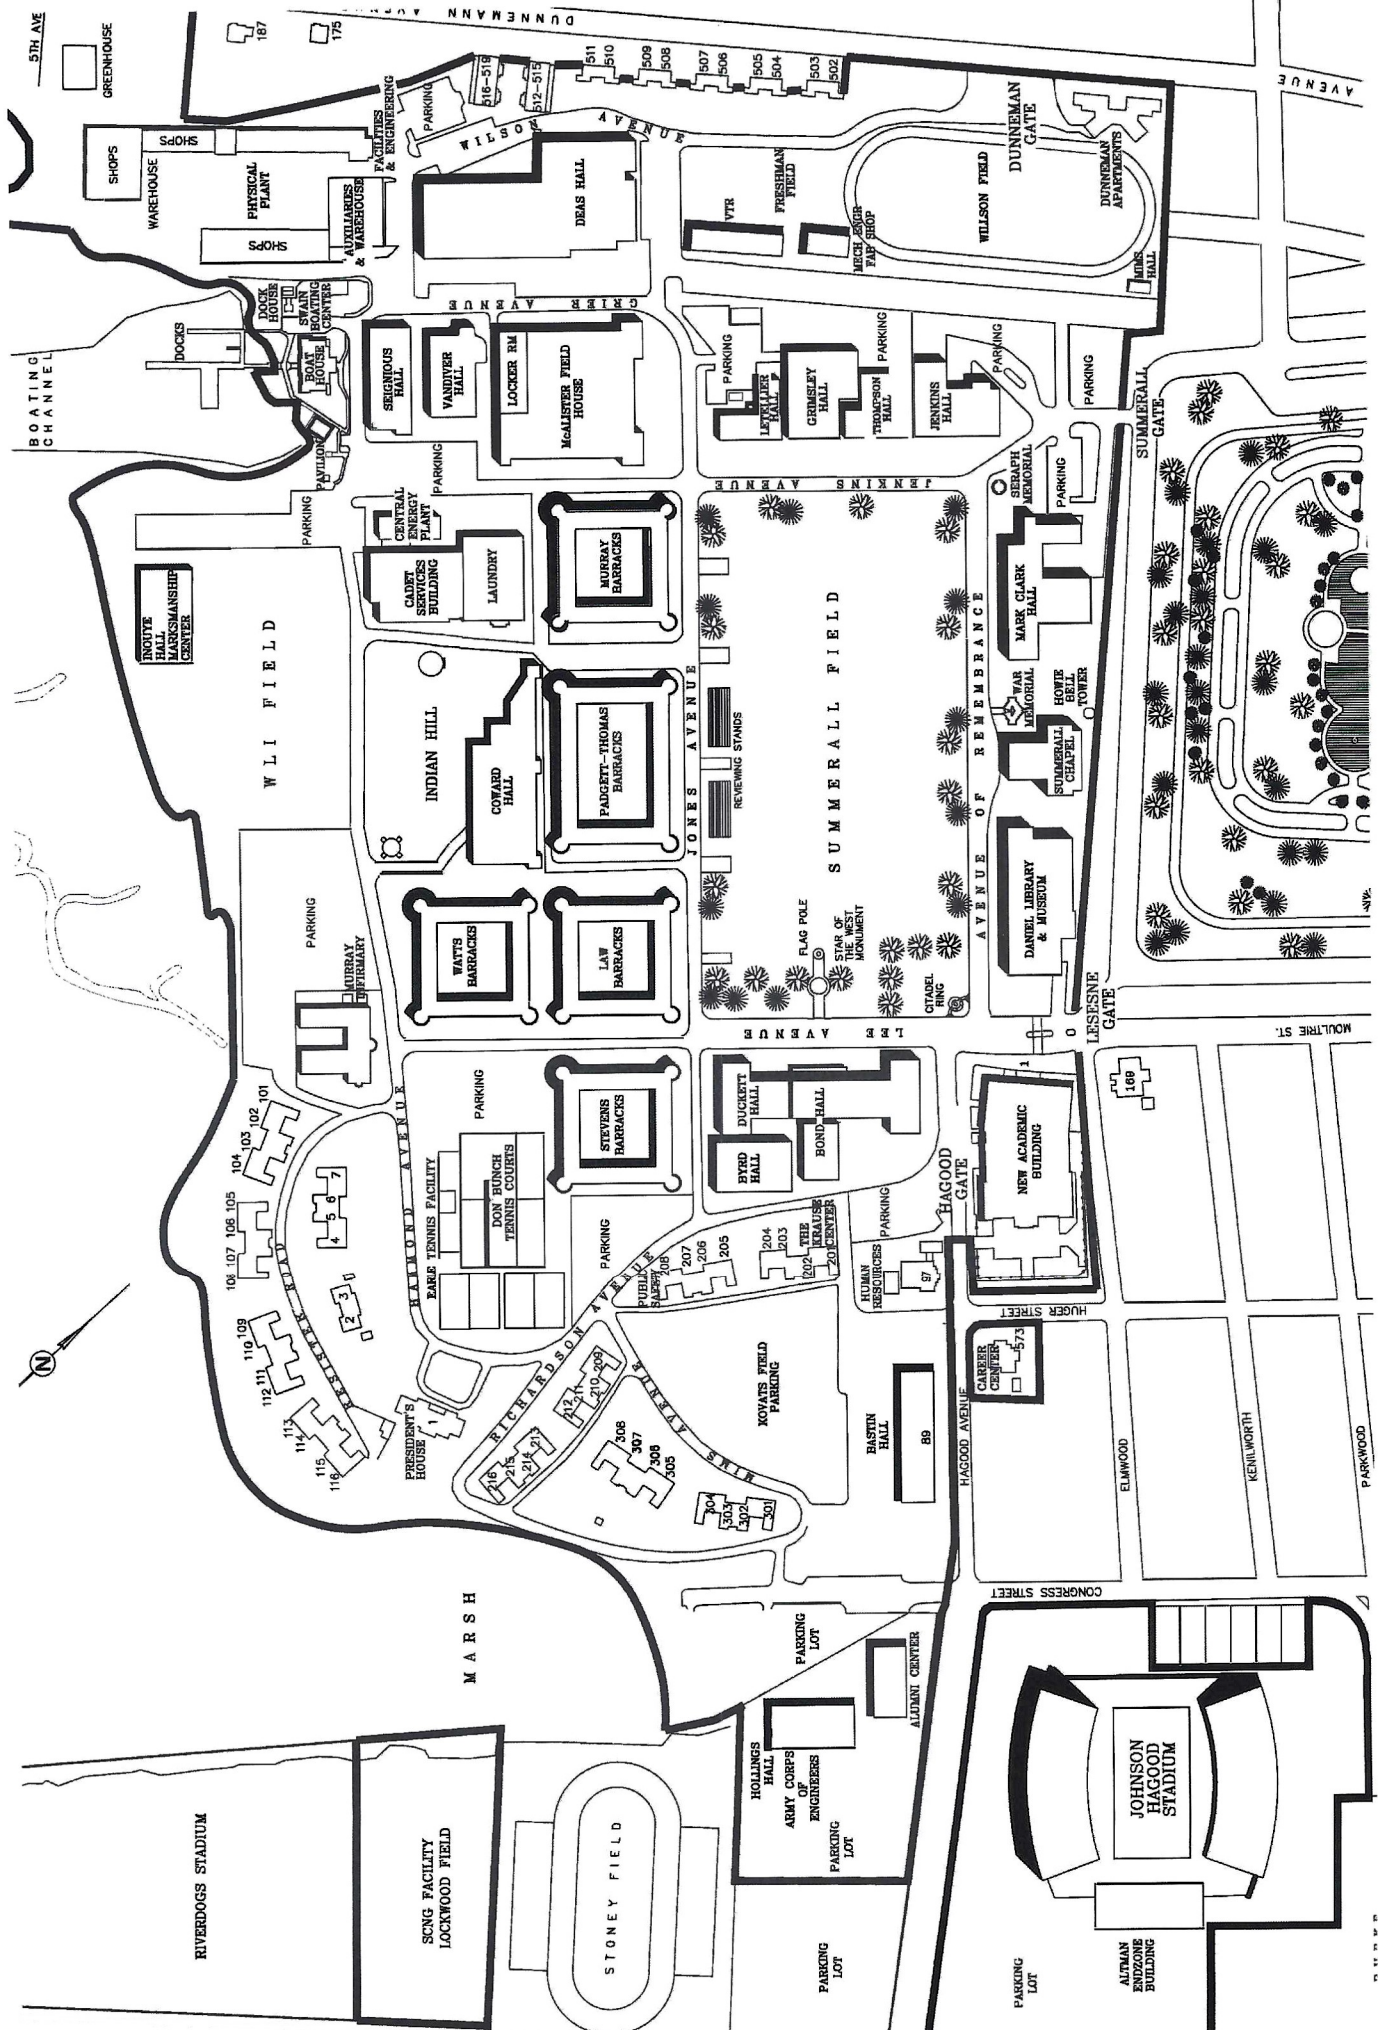 5TH AVE
GREENHOUSE
187
175
DUNNEMANN AVENUE
SHOPS
SHOPS
WAREHOUSE
PHYSICAL
PLANT
SHOPS
FACILITIES
& ENGINEERING
AUXILIARIES
& WAREHOUSE
PARKING
516-519
512-515
511
510
509
508
507
506
505
504
503
502
WILSON AVENUE
DEAS HALL
VTR
FRESHMAN
FIELD
MECH ENGR
FAB SHOP
WILLSON FIELD
DUNNEMAN
GATE
DUNNEMAN
APARTMENTS
MIMS
HALL
AVENUE
BOATING
CHANNEL
DOCKS
DOCK
HOUSE
SWAIN
BOATING
CENTER
BOAT
HOUSE
PAVILION
GRIER AVENUE
SEIGNIOUS
HALL
VANDIVER
HALL
LOCKER RM
McALISTER FIELD
HOUSE
PARKING
LETELLIER
HALL
GRIMSLEY
HALL
PARKING
THOMPSON
HALL
JENKINS
HALL
PARKING
PARKING
SUMMERALL
GATE
JENKINS AVENUE
SERAPH
MEMORIAL
PARKING
PARKING
PARKING
CENTRAL
ENERGY
PLANT
CADET
SERVICES
BUILDING
LAUNDRY
MURRAY
BARRACKS
INOUYE
HALL
MARKSMANSHIP
CENTER
WLI FIELD
INDIAN HILL
COWARD
HALL
PADGETT-THOMAS
BARRACKS
JONES AVENUE
REVIEWING STANDS
SUMMERALL FIELD
AVENUE OF REMEMBRANCE
MARK CLARK
HALL
WAR
MEMORIAL
HOWIE
BELL
TOWER
SUMMERALL
CHAPEL
DANIEL LIBRARY
& MUSEUM
PARKING
MURRAY
INFIRMARY
WATTS
BARRACKS
LAW
BARRACKS
FLAG POLE
STAR OF
THE WEST
MONUMENT
CITADEL
RING
LEE AVENUE
LESESNE
GATE
MOULTRIE ST.
101
102
103
104
105
106
107
108
109
110
111
112
113
114
115
116
4
5
6
7
2
3
REGISTER ROAD
HAMMOND AVENUE
PARKING
EARLE TENNIS FACILITY
DON BUNCH
TENNIS COURTS
STEVENS
BARRACKS
DUCKETT
HALL
BYRD
HALL
BOND HALL
1
NEW ACADEMIC
BUILDING
169
HAGOOD
GATE
PARKING
PARKING
RICHARDSON AVENUE
PUBLIC
SAFETY
208
207
206
205
204
203
202
201
THE
KRAUSE
CENTER
HUMAN
RESOURCES
97
HUGER STREET
CAREER
CENTER
573
PRESIDENT'S
HOUSE
1
209
210
211
212
213
214
215
216
MIMS AVENUE
308
307
306
305
304
303
302
301
KOVATS FIELD
PARKING
BASTIN
HALL
89
HAGOOD AVENUE
ELMWOOD
KENILWORTH
PARKWOOD
CONGRESS STREET
N
MARSH
PARKING
LOT
ALUMNI CENTER
HOLLINGS
HALL
ARMY CORPS
OF
ENGINEERS
PARKING
LOT
RIVERDOGS STADIUM
SCNG FACILITY
LOCKWOOD FIELD
STONEY FIELD
PARKING
LOT
JOHNSON
HAGOOD
STADIUM
ALTMAN
ENDZONE
BUILDING
PARKING
LOT